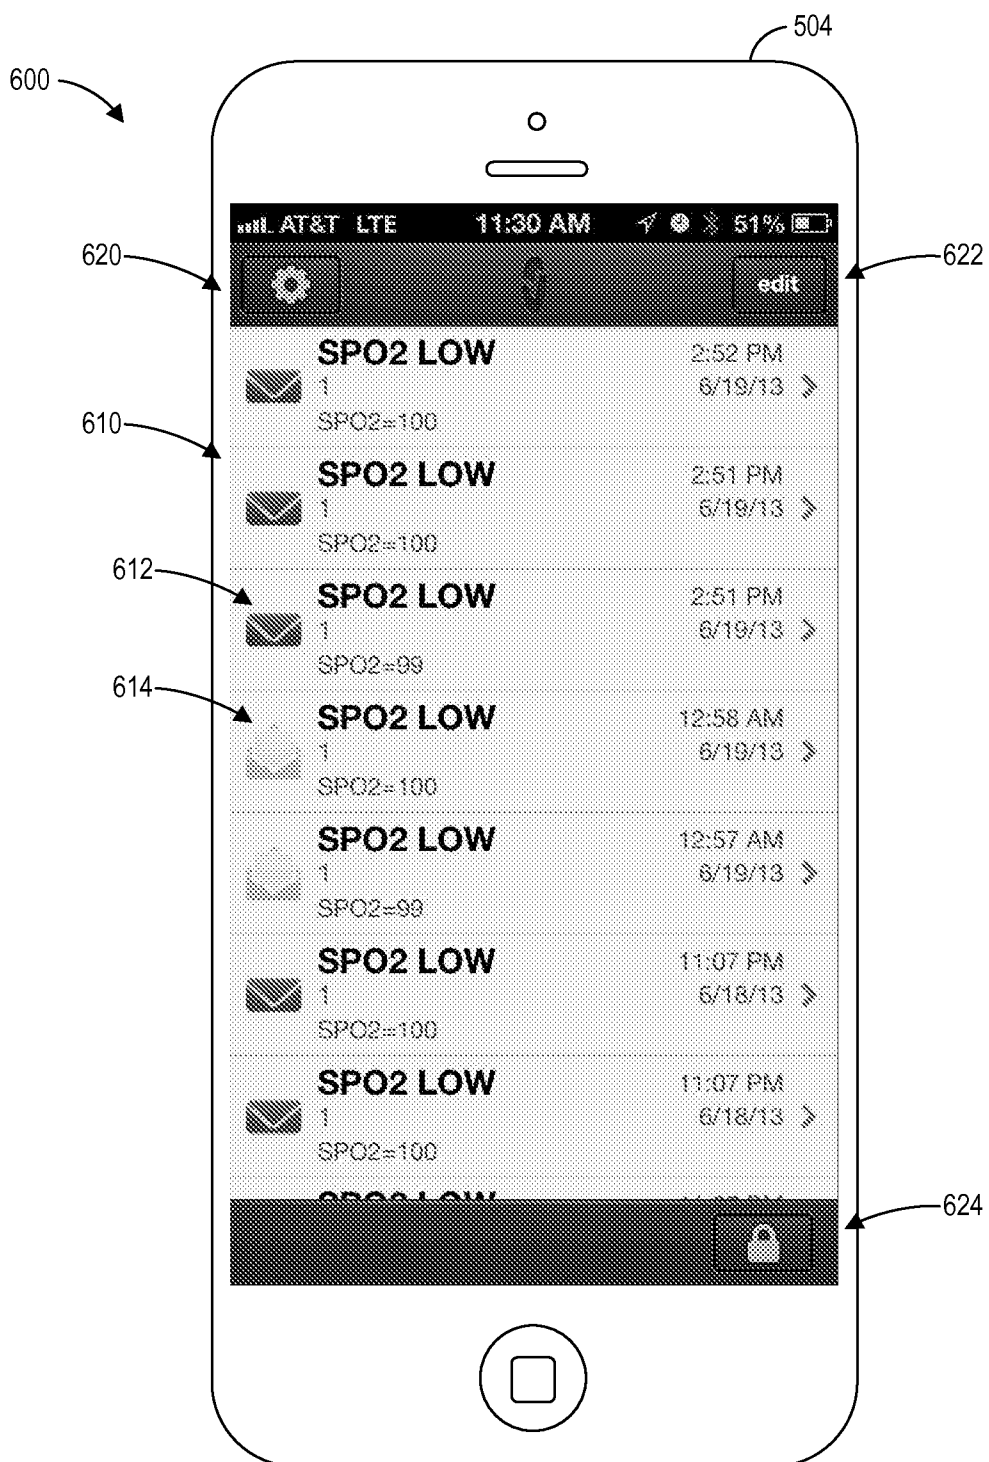 504
600
AT&T LTE 11:30 AM 51%
620
622
edit
SPO2 LOW 2:52 PM
1 6/19/13
SPO2=100
610
SPO2 LOW 2:51 PM
1 6/19/13
SPO2=100
612
SPO2 LOW 2:51 PM
1 6/19/13
SPO2=99
614
SPO2 LOW 12:58 AM
1 6/19/13
SPO2=100
SPO2 LOW 12:57 AM
1 6/19/13
SPO2=99
SPO2 LOW 11:07 PM
1 6/18/13
SPO2=100
SPO2 LOW 11:07 PM
1 6/18/13
SPO2=100
SPO2 LOW
624